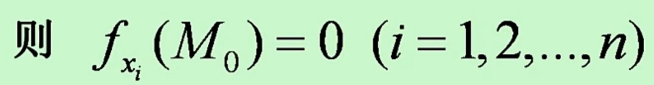 则 f_{x_i}(M_0) = 0 (i = 1,2,...,n)